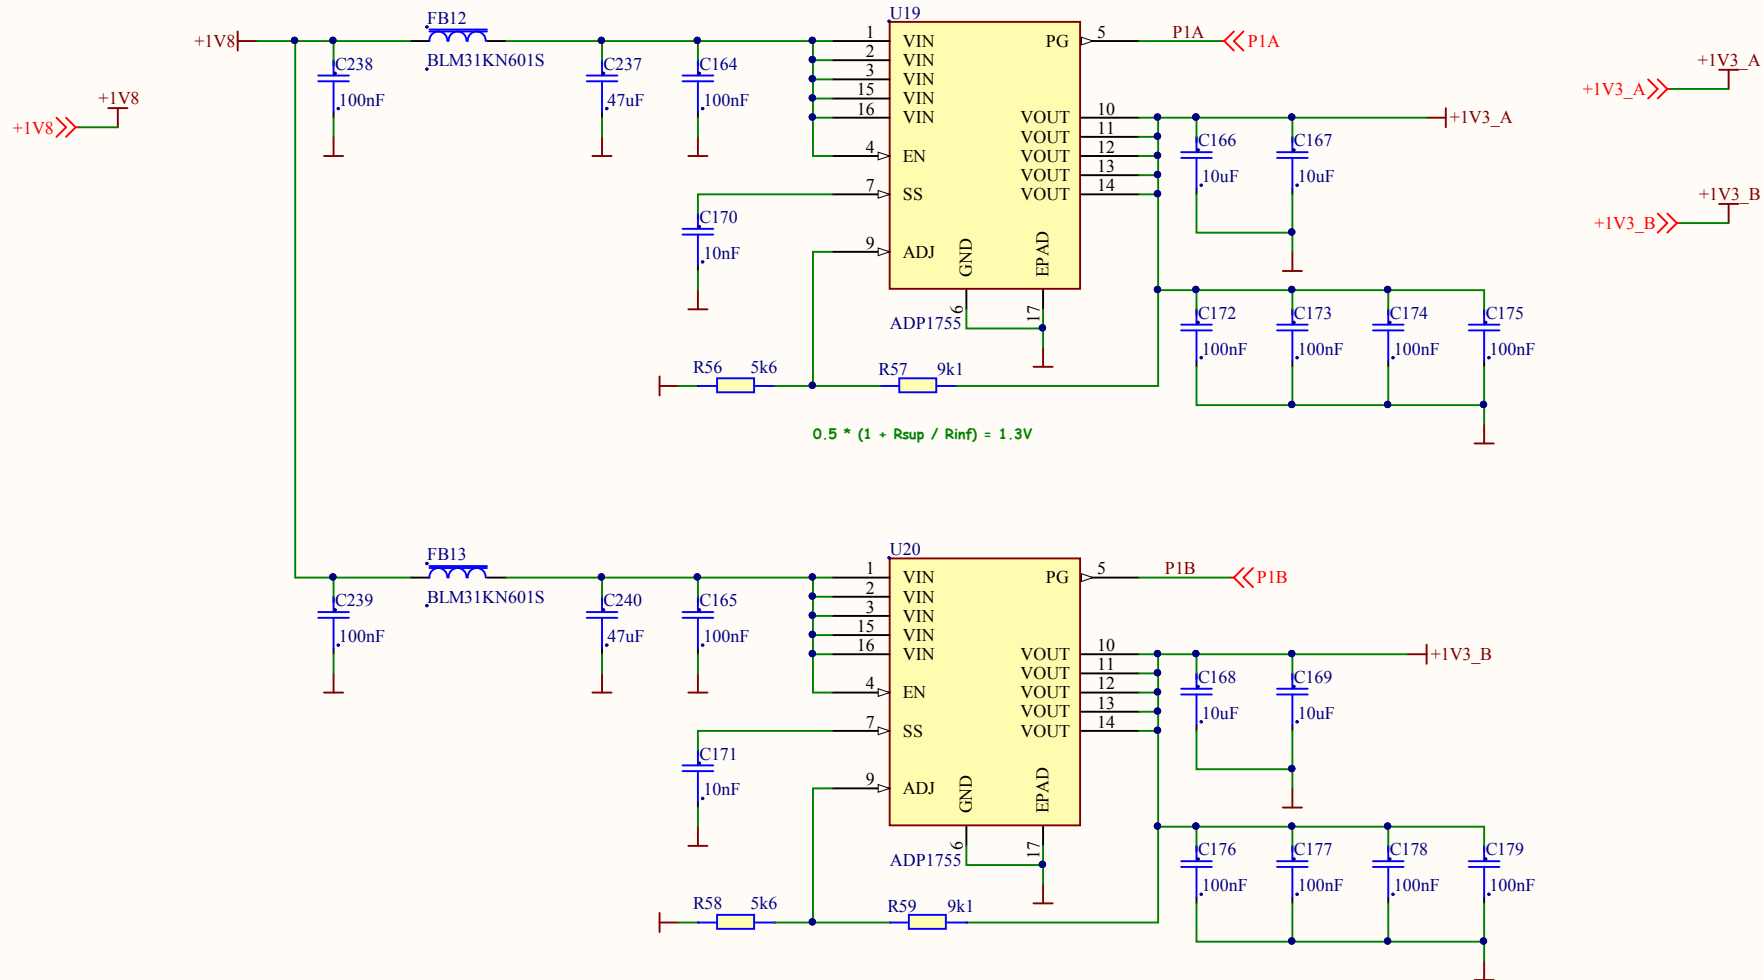 +1V8
+1V8
+1V8
C238
100nF
FB12
BLM31KN601S
C237
47uF
C164
100nF
U19
1 VIN
2 VIN
3 VIN
15 VIN
16 VIN
4 EN
7 SS
9 ADJ
PG 5
VOUT 10
VOUT 11
VOUT 12
VOUT 13
VOUT 14
GND 6
EPAD 17
ADP1755
P1A
P1A
C170
10nF
R56 5k6
R57 9k1
+1V3_A
C166
10uF
C167
10uF
C172
100nF
C173
100nF
C174
100nF
C175
100nF
+1V3_A
+1V3_A
+1V3_B
+1V3_B
0.5 * (1 + Rsup / Rinf) = 1.3V
C239
100nF
FB13
BLM31KN601S
C240
47uF
C165
100nF
U20
1 VIN
2 VIN
3 VIN
15 VIN
16 VIN
4 EN
7 SS
9 ADJ
PG 5
VOUT 10
VOUT 11
VOUT 12
VOUT 13
VOUT 14
GND 6
EPAD 17
ADP1755
P1B
P1B
C171
10nF
R58 5k6
R59 9k1
+1V3_B
C168
10uF
C169
10uF
C176
100nF
C177
100nF
C178
100nF
C179
100nF